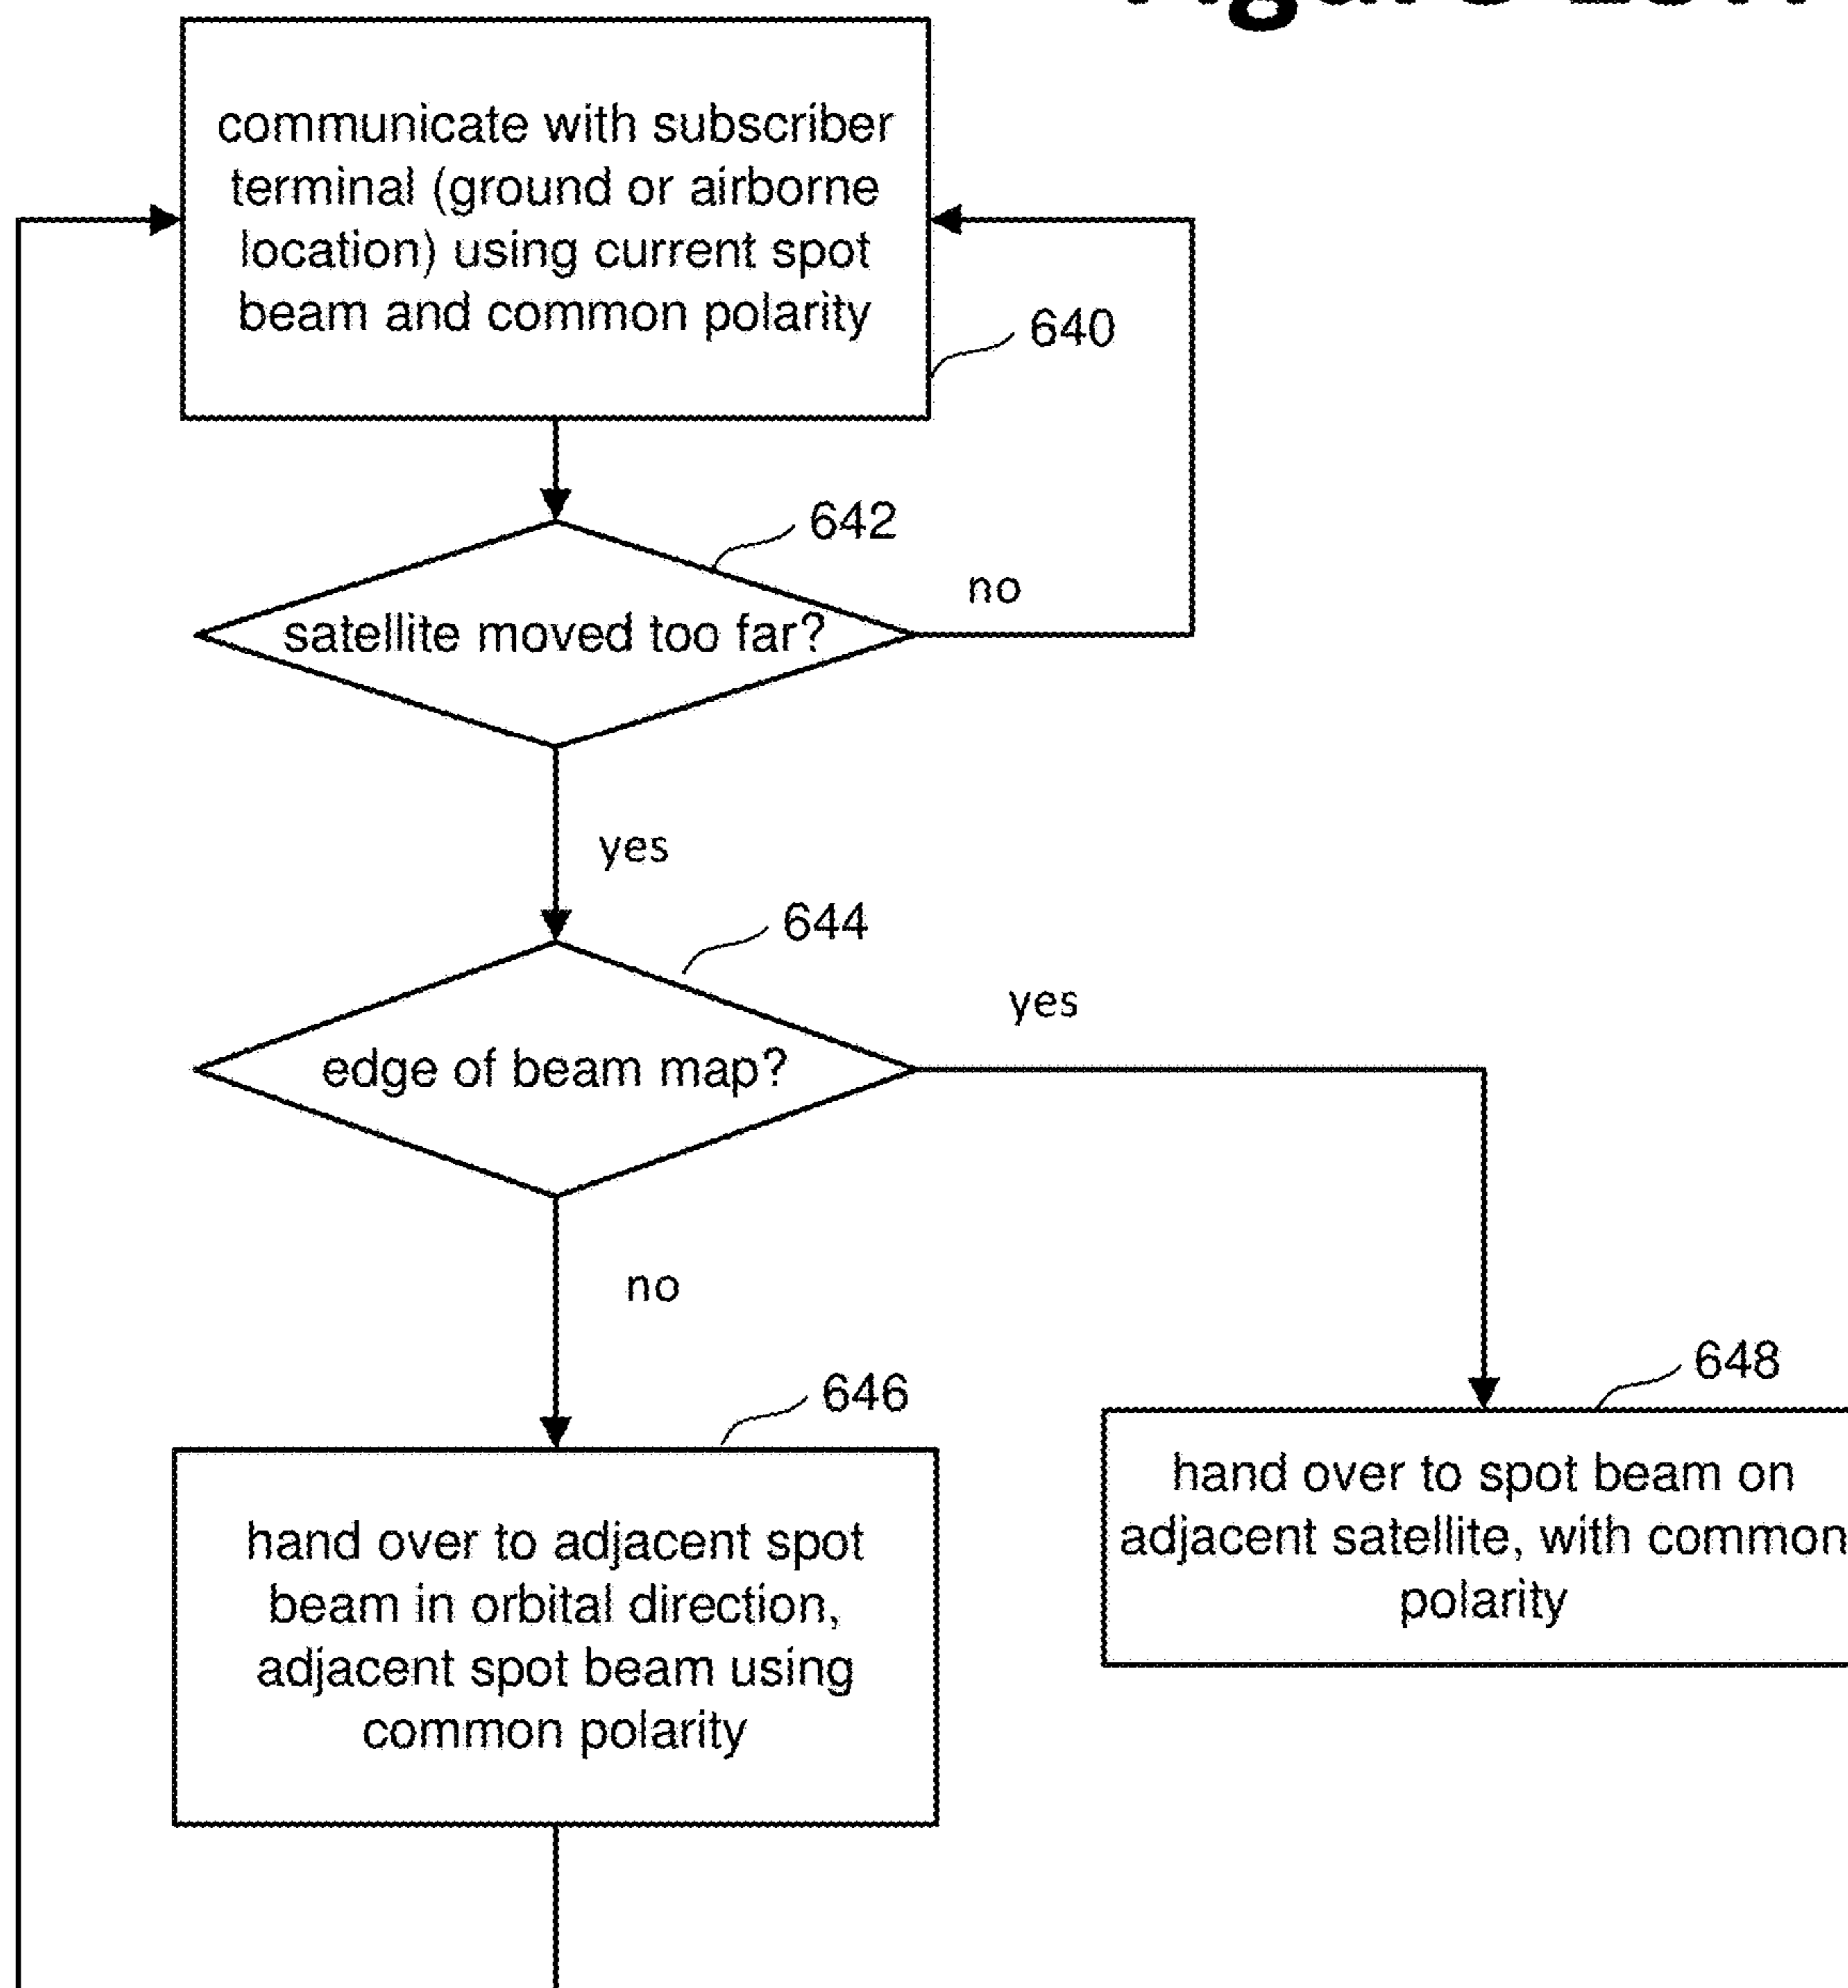 communicate with subscriber
terminal (ground or airborne
location) using current spot
beam and common polarity
640
642
satellite moved too far?
no
yes
644
yes
edge of beam map?
no
646
648
hand over to spot beam on
adjacent satellite, with common
polarity
hand over to adjacent spot
beam in orbital direction,
adjacent spot beam using
common polarity